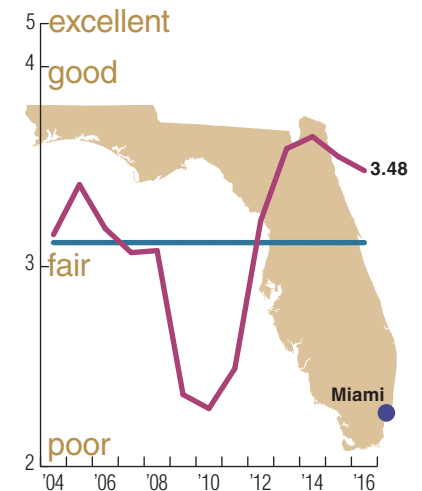 5 excellent
4 good
3.48
3 fair
Miami
poor
2
'04 '06 '08 '10 '12 '14 '16